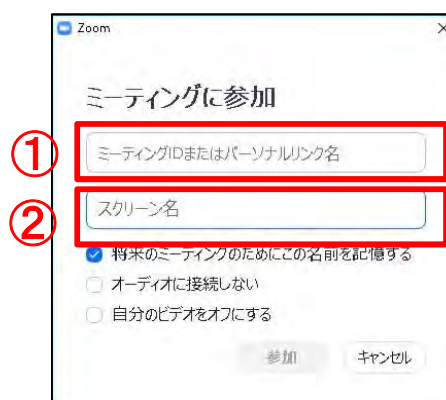 Zoom
ミーティングに参加
① ミーティングIDまたはパーソナルリンク名
② スクリーン名
将来のミーティングのためにこの名前を記憶する
オーディオに接続しない
自分のビデオをオフにする
参加 キャンセル